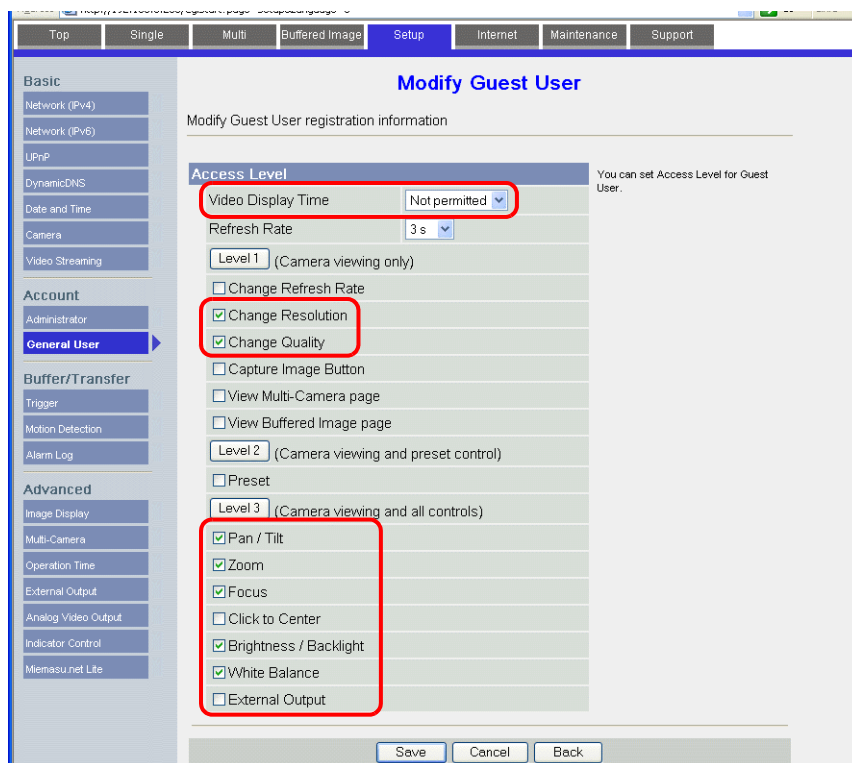 Top Single Multi Buffered Image Setup Internet Maintenance Support
Basic
Network (IPv4)
Network (IPv6)
UPnP
DynamicDNS
Date and Time
Camera
Video Streaming
Account
Administrator
General User
Buffer/Transfer
Trigger
Motion Detection
Alarm Log
Advanced
Image Display
Multi-Camera
Operation Time
External Output
Analog Video Output
Indicator Control
Miemasu.net Lite
Modify Guest User
Modify Guest User registration information
Access Level
Video Display Time Not permitted
Refresh Rate 3 s
Level 1 (Camera viewing only)
Change Refresh Rate
Change Resolution
Change Quality
Capture Image Button
View Multi-Camera page
View Buffered Image page
Level 2 (Camera viewing and preset control)
Preset
Level 3 (Camera viewing and all controls)
Pan / Tilt
Zoom
Focus
Click to Center
Brightness / Backlight
White Balance
External Output
You can set Access Level for Guest
User.
Save Cancel Back